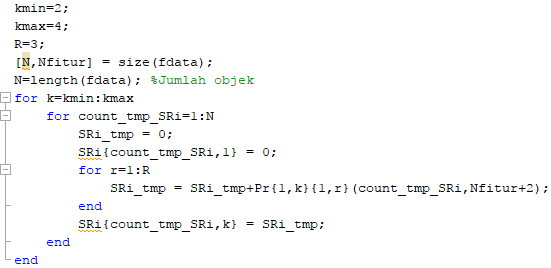 kmin=2;
kmax=4;
R=3;
[N,Nfitur] = size(fdata);
N=length(fdata); %Jumlah objek
for k=kmin:kmax
for count_tmp_SRi=1:N
SRi_tmp = 0;
SRi{count_tmp_SRi,1} = 0;
for r=1:R
SRi_tmp = SRi_tmp+Pr{1,k}{1,r}(count_tmp_SRi,Nfitur+2);
end
SRi{count_tmp_SRi,k} = SRi_tmp;
end
end